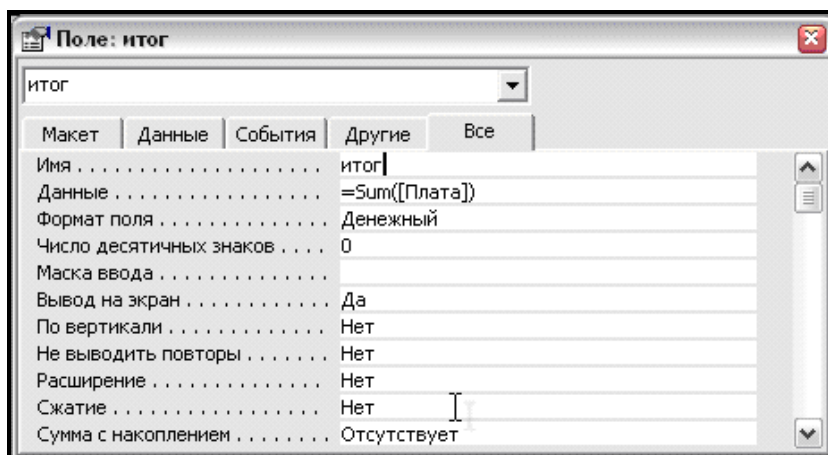 Поле: итог
итог
Макет Данные События Другие Все
Имя . . . . . . . . . . . . . . . . . . . . . итог
Данные . . . . . . . . . . . . . . . . . =Sum([Плата])
Формат поля . . . . . . . . . . . . . Денежный
Число десятичных знаков . . . . 0
Маска ввода . . . . . . . . . . . . .
Вывод на экран . . . . . . . . . . . Да
По вертикали . . . . . . . . . . . . Нет
Не выводить повторы . . . . . . . Нет
Расширение . . . . . . . . . . . . . Нет
Сжатие . . . . . . . . . . . . . . . . . Нет
Сумма с накоплением . . . . . . . . Отсутствует